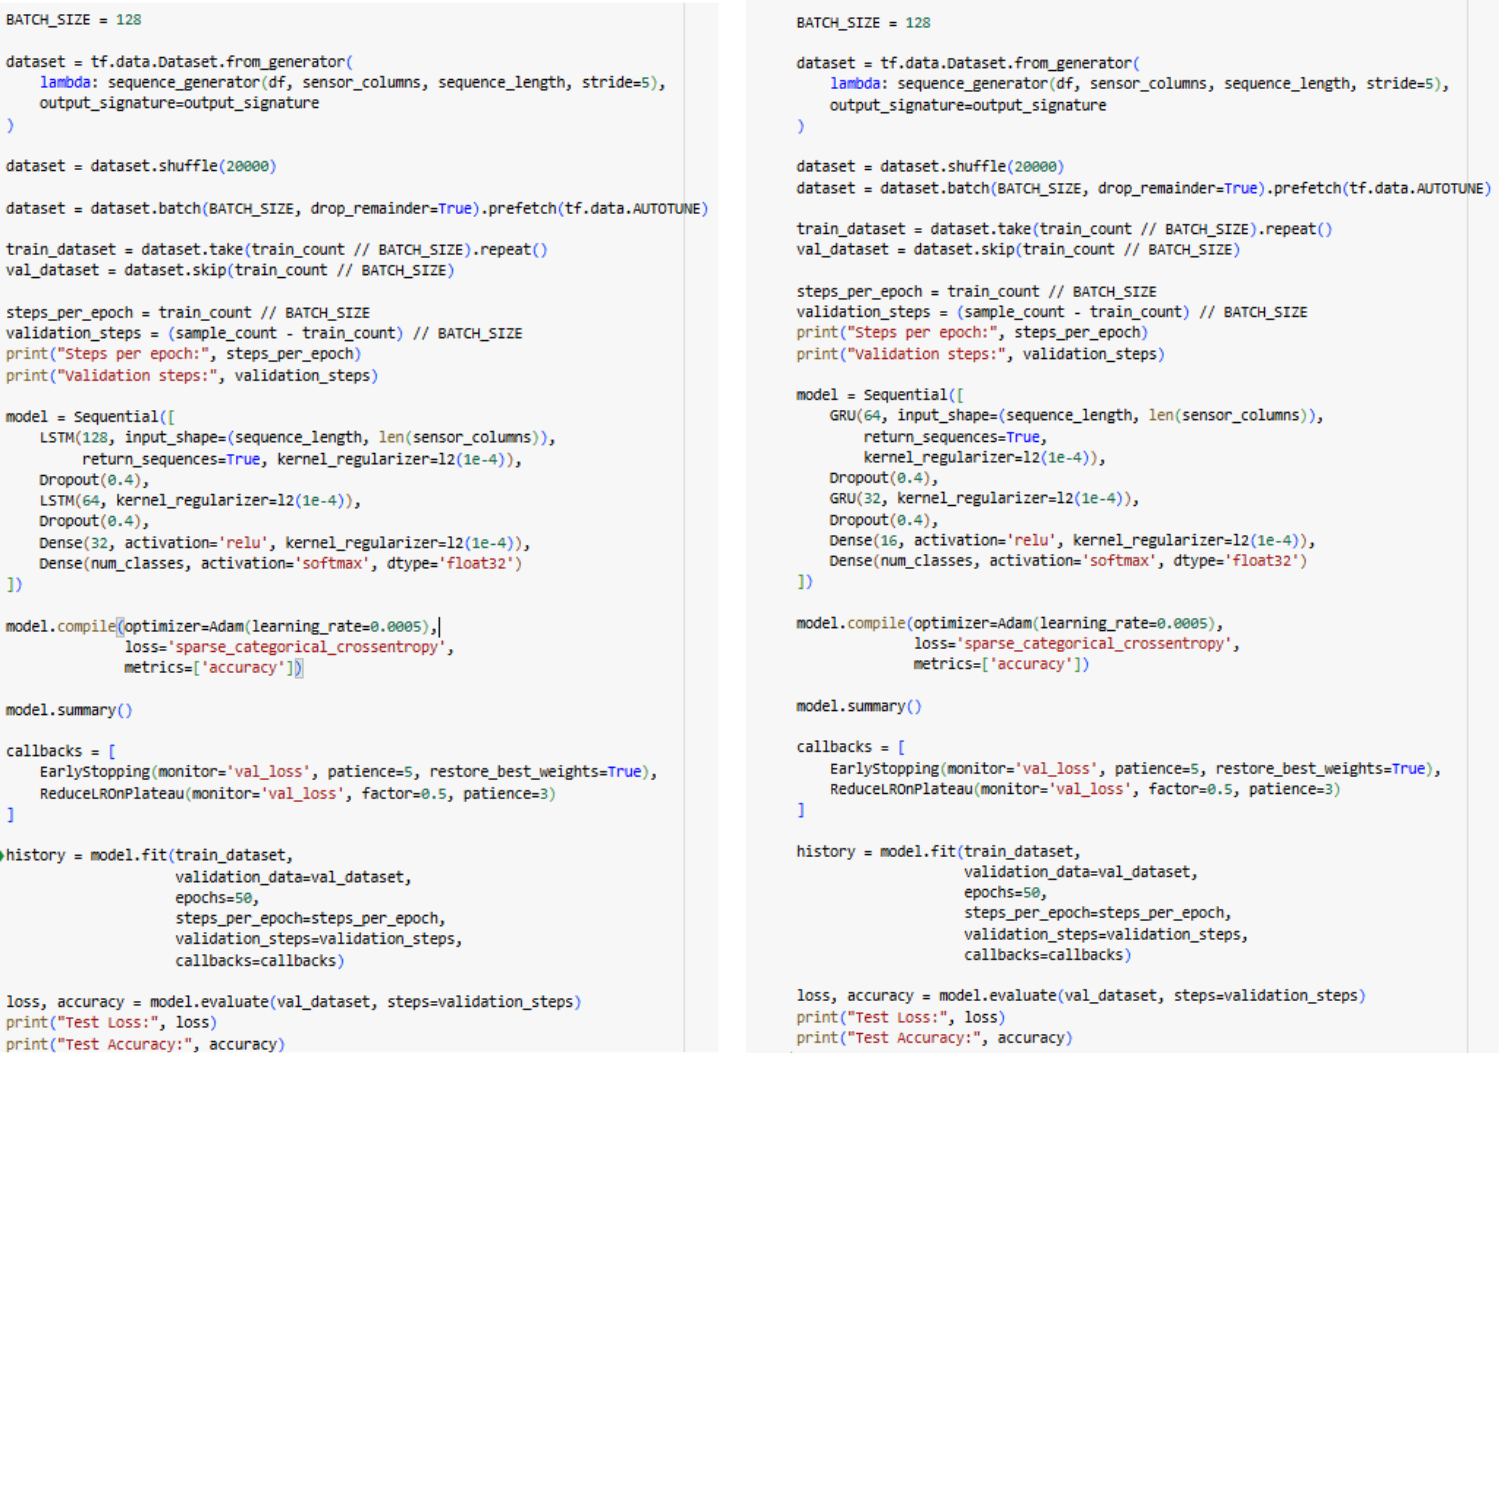 BATCH_SIZE = 128
dataset = tf.data.Dataset.from_generator(
    lambda: sequence_generator(df, sensor_columns, sequence_length, stride=5),
    output_signature=output_signature
)
dataset = dataset.shuffle(20000)
dataset = dataset.batch(BATCH_SIZE, drop_remainder=True).prefetch(tf.data.AUTOTUNE)
train_dataset = dataset.take(train_count // BATCH_SIZE).repeat()
val_dataset = dataset.skip(train_count // BATCH_SIZE)
steps_per_epoch = train_count // BATCH_SIZE
validation_steps = (sample_count - train_count) // BATCH_SIZE
print("Steps per epoch:", steps_per_epoch)
print("Validation steps:", validation_steps)
model = Sequential([
    LSTM(128, input_shape=(sequence_length, len(sensor_columns)),
         return_sequences=True, kernel_regularizer=l2(1e-4)),
    Dropout(0.4),
    LSTM(64, kernel_regularizer=l2(1e-4)),
    Dropout(0.4),
    Dense(32, activation='relu', kernel_regularizer=l2(1e-4)),
    Dense(num_classes, activation='softmax', dtype='float32')
])
model.compile(optimizer=Adam(learning_rate=0.0005),
              loss='sparse_categorical_crossentropy',
              metrics=['accuracy'])
model.summary()
callbacks = [
    EarlyStopping(monitor='val_loss', patience=5, restore_best_weights=True),
    ReduceLROnPlateau(monitor='val_loss', factor=0.5, patience=3)
]
history = model.fit(train_dataset,
                    validation_data=val_dataset,
                    epochs=50,
                    steps_per_epoch=steps_per_epoch,
                    validation_steps=validation_steps,
                    callbacks=callbacks)
loss, accuracy = model.evaluate(val_dataset, steps=validation_steps)
print("Test Loss:", loss)
print("Test Accuracy:", accuracy)
BATCH_SIZE = 128
dataset = tf.data.Dataset.from_generator(
    lambda: sequence_generator(df, sensor_columns, sequence_length, stride=5),
    output_signature=output_signature
)
dataset = dataset.shuffle(20000)
dataset = dataset.batch(BATCH_SIZE, drop_remainder=True).prefetch(tf.data.AUTOTUNE)
train_dataset = dataset.take(train_count // BATCH_SIZE).repeat()
val_dataset = dataset.skip(train_count // BATCH_SIZE)
steps_per_epoch = train_count // BATCH_SIZE
validation_steps = (sample_count - train_count) // BATCH_SIZE
print("Steps per epoch:", steps_per_epoch)
print("Validation steps:", validation_steps)
model = Sequential([
    GRU(64, input_shape=(sequence_length, len(sensor_columns)),
        return_sequences=True,
        kernel_regularizer=l2(1e-4)),
    Dropout(0.4),
    GRU(32, kernel_regularizer=l2(1e-4)),
    Dropout(0.4),
    Dense(16, activation='relu', kernel_regularizer=l2(1e-4)),
    Dense(num_classes, activation='softmax', dtype='float32')
])
model.compile(optimizer=Adam(learning_rate=0.0005),
              loss='sparse_categorical_crossentropy',
              metrics=['accuracy'])
model.summary()
callbacks = [
    EarlyStopping(monitor='val_loss', patience=5, restore_best_weights=True),
    ReduceLROnPlateau(monitor='val_loss', factor=0.5, patience=3)
]
history = model.fit(train_dataset,
                    validation_data=val_dataset,
                    epochs=50,
                    steps_per_epoch=steps_per_epoch,
                    validation_steps=validation_steps,
                    callbacks=callbacks)
loss, accuracy = model.evaluate(val_dataset, steps=validation_steps)
print("Test Loss:", loss)
print("Test Accuracy:", accuracy)